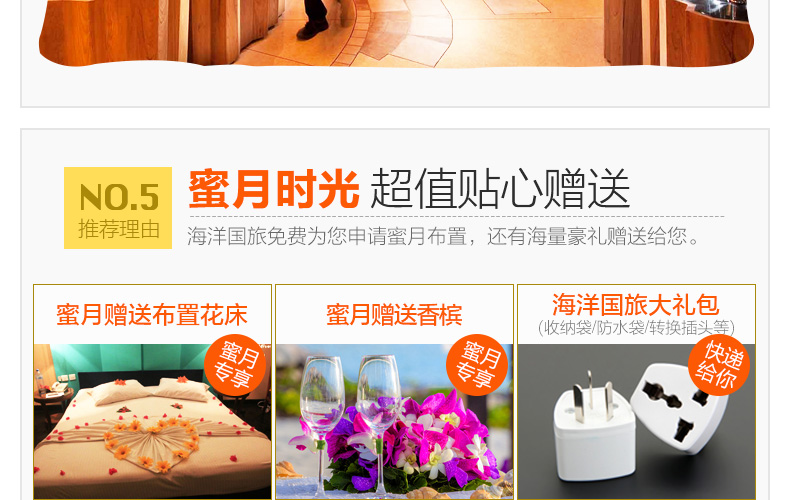 NO.5
推荐理由
蜜月时光 超值贴心赠送
海洋国旅免费为您申请蜜月布置，还有海量豪礼赠送给您。
蜜月赠送布置花床
蜜月
专享
蜜月赠送香槟
蜜月
专享
海洋国旅大礼包
（收纳袋/防水袋/转换插头等）
快递
给你